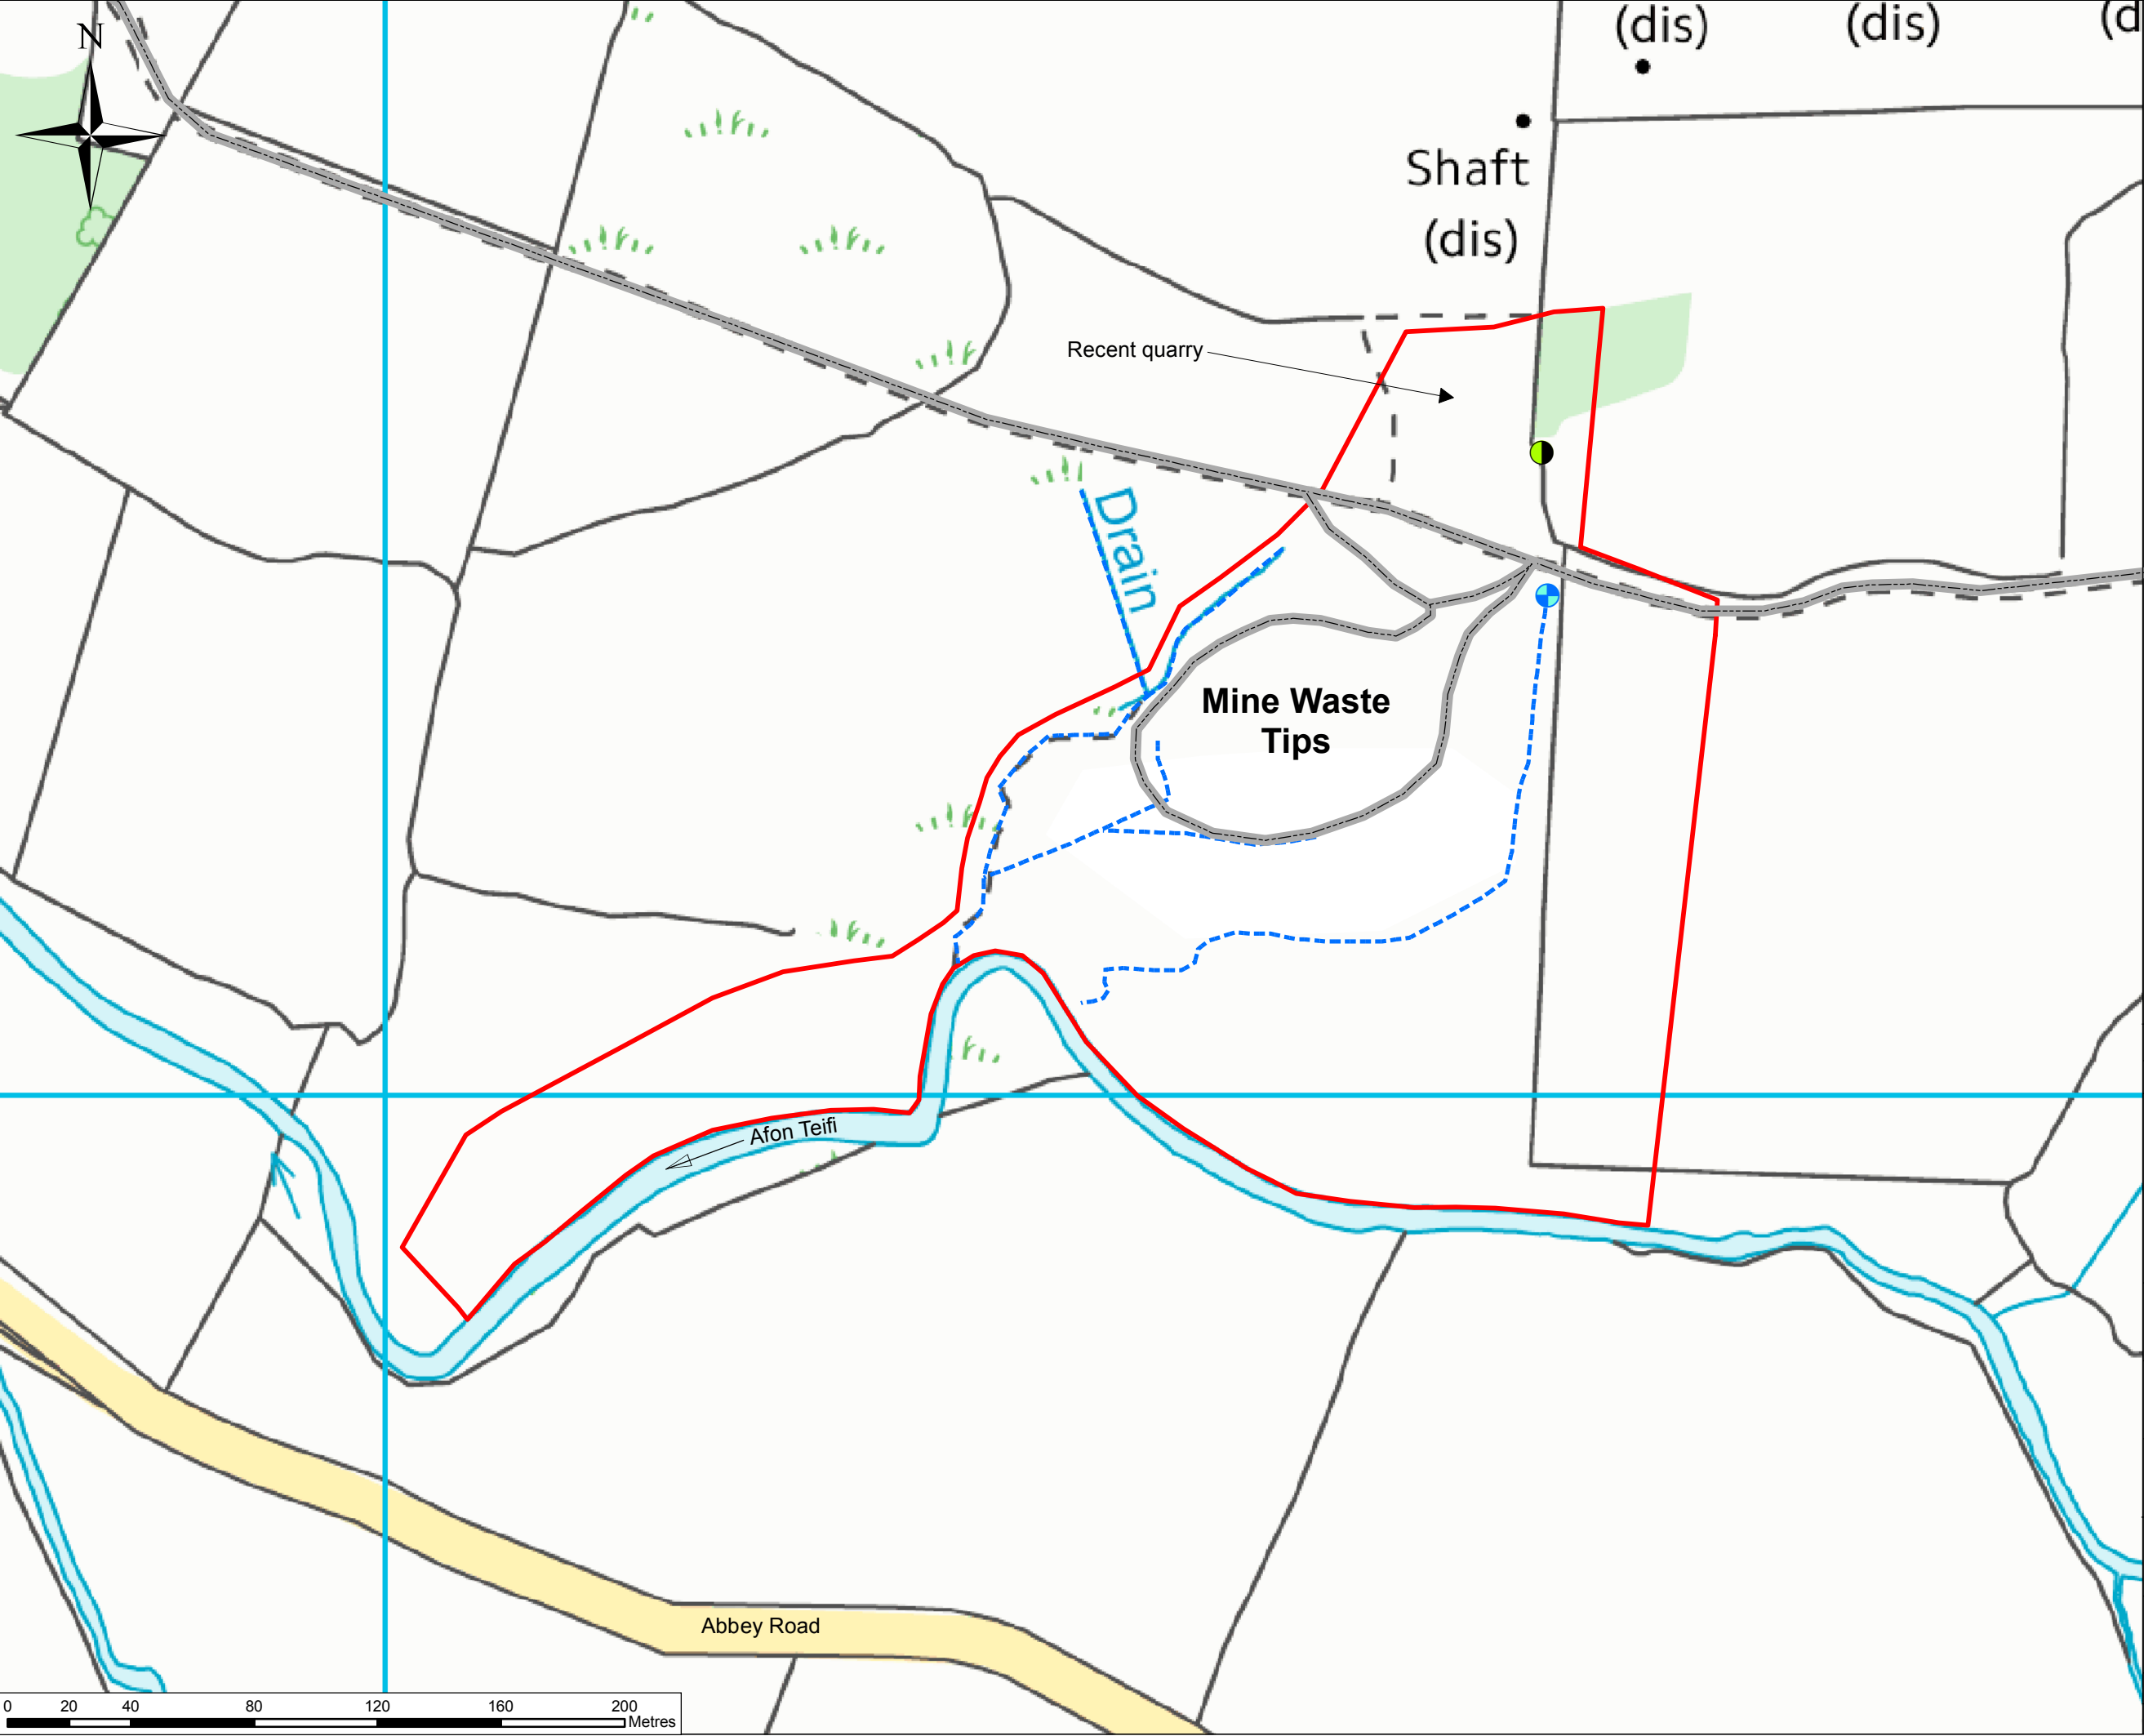 N
(dis)
(dis)
(d
Shaft
(dis)
Recent quarry
Drain
Mine Waste
Tips
Afon Teifi
Abbey Road
0 20 40 80 120 160 200
Metres